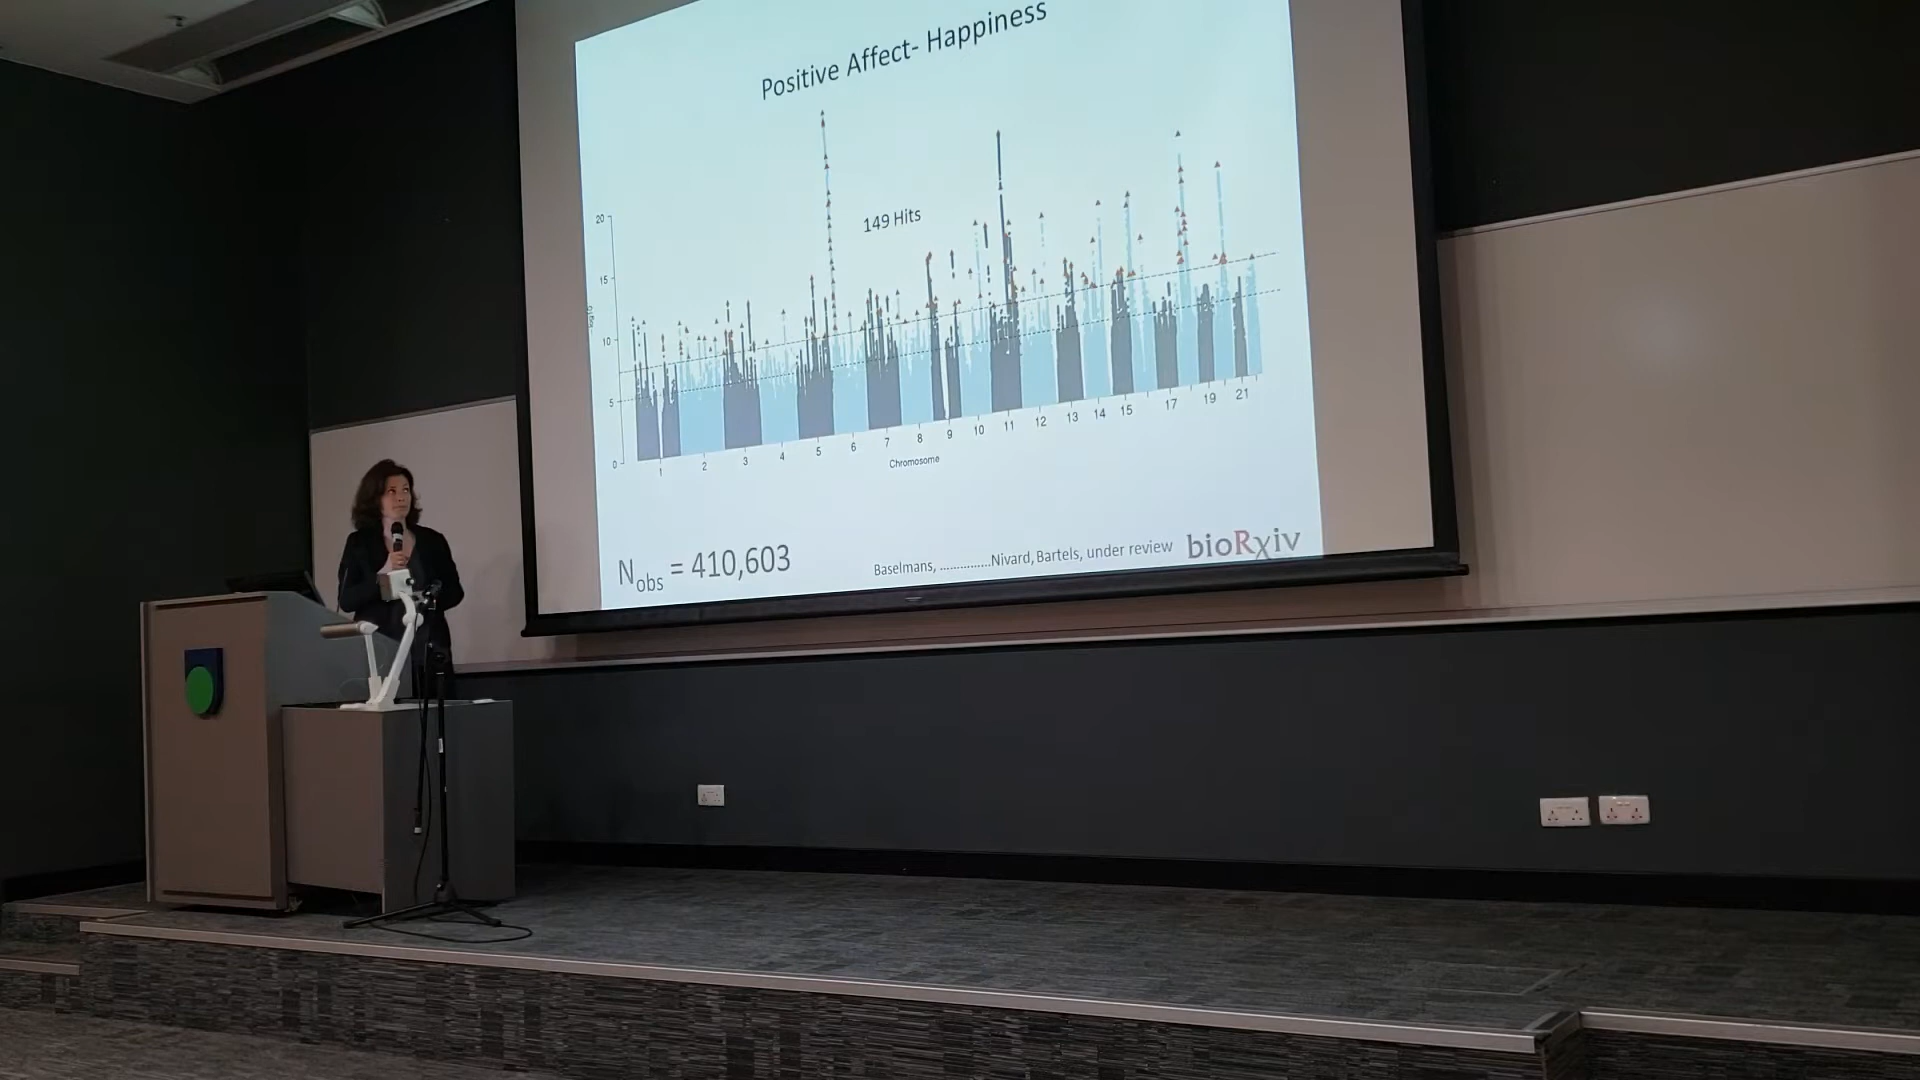 Positive Affect- Happiness
149 Hits
20
15
10
5
0
1 2 3 4 5 6 7 8 9 10 11 12 13 14 15 17 19 21
Chromosome
Nobs = 410,603
Baselmans, ...............Nivard, Bartels, under review
bioRχiv